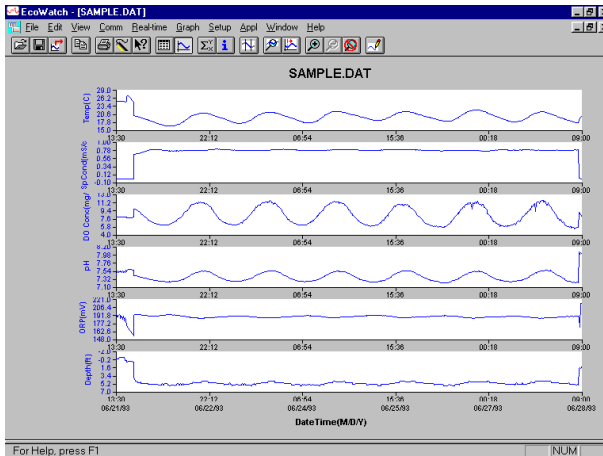 EcoWatch - [SAMPLE.DAT]
File Edit View Comm Real-time Graph Setup Appl Window Help
SAMPLE.DAT
Temp(C)
29.0
26.2
23.4
20.6
17.8
15.0
13:30 22:12 06:54 15:36 00:18 09:00
SpCond(mS/c
1.00
0.78
0.56
0.34
0.12
-0.10
13:30 22:12 06:54 15:36 00:18 09:00
DO Conc(mg/
13.0
11.2
9.4
7.6
5.8
4.0
13:30 22:12 06:54 15:36 00:18 09:00
pH
8.20
7.98
7.76
7.54
7.32
7.10
13:30 22:12 06:54 15:36 00:18 09:00
ORP(mV)
221.0
206.4
191.8
177.2
162.6
148.0
13:30 22:12 06:54 15:36 00:18 09:00
Depth(ft)
-2.0
-0.2
1.6
3.4
5.2
7.0
13:30 22:12 06:54 15:36 00:18 09:00
06/21/93 06/22/93 06/24/93 06/25/93 06/27/93 06/28/93
DateTime(M/D/Y)
For Help, press F1
NUM